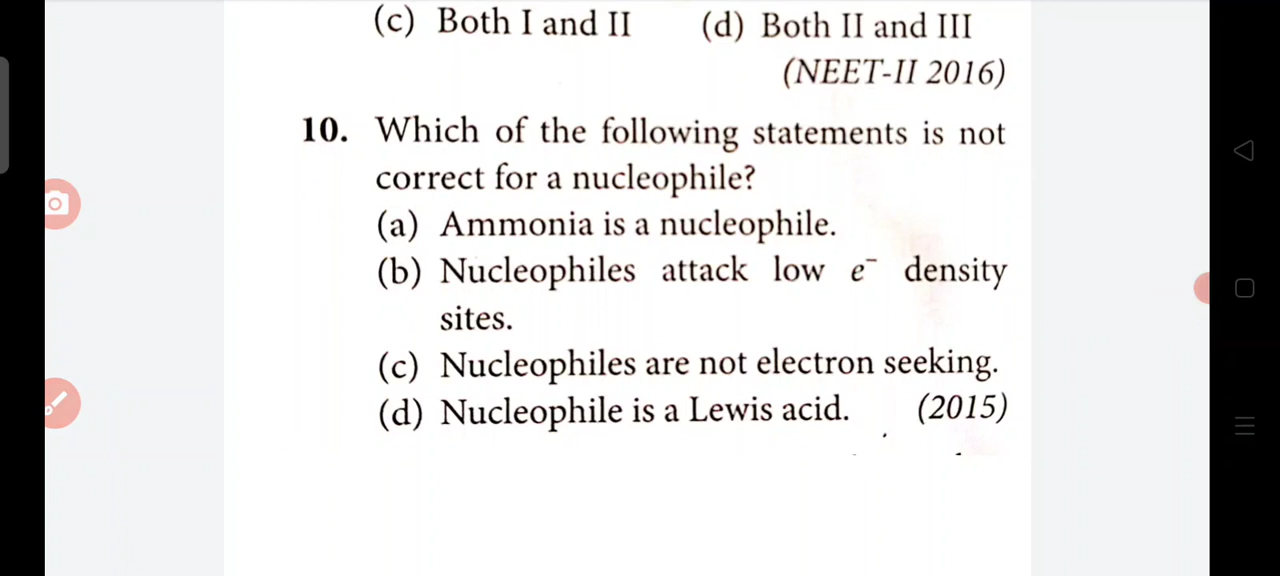 (c) Both I and II (d) Both II and III
(NEET-II 2016)
10. Which of the following statements is not
correct for a nucleophile?
(a) Ammonia is a nucleophile.
(b) Nucleophiles attack low e⁻ density
sites.
(c) Nucleophiles are not electron seeking.
(d) Nucleophile is a Lewis acid. (2015)